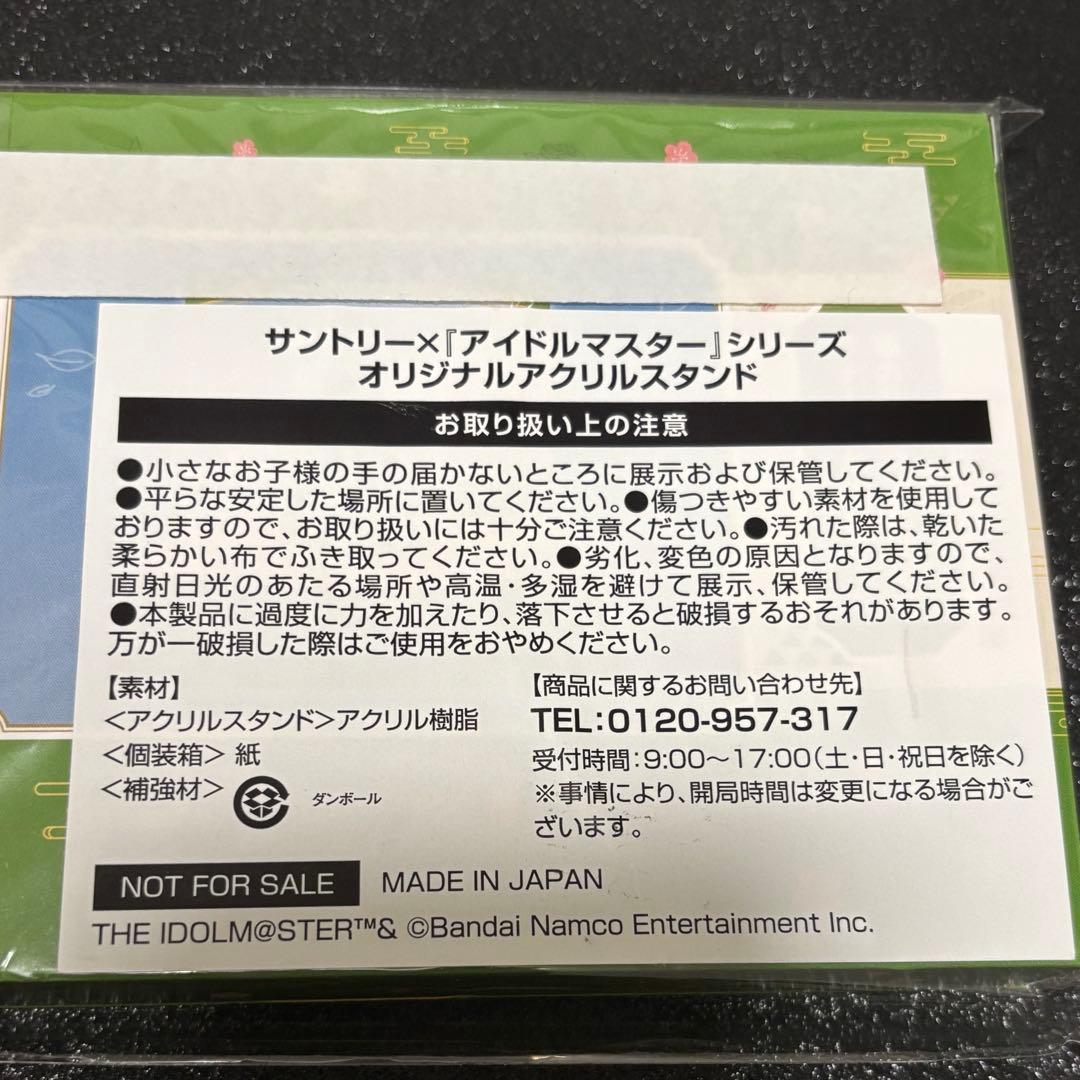 サントリー×『アイドルマスター』シリーズ
オリジナルアクリルスタンド
お取り扱い上の注意
●小さなお子様の手の届かないところに展示および保管してください。
●平らな安定した場所に置いてください。●傷つきやすい素材を使用して
おりますので、お取り扱いには十分ご注意ください。●汚れた際は、乾いた
柔らかい布でふき取ってください。●劣化、変色の原因となりますので、
直射日光のあたる場所や高温・多湿を避けて展示、保管してください。
●本製品に過度に力を加えたり、落下させると破損するおそれがあります。
万が一破損した際はご使用をおやめください。
【素材】
<アクリルスタンド>アクリル樹脂
<個装箱> 紙
<補強材> ダンボール
【商品に関するお問い合わせ先】
TEL:0120-957-317
受付時間:9:00~17:00(土・日・祝日を除く)
※事情により、開局時間は変更になる場合がご
ざいます。
NOT FOR SALE MADE IN JAPAN
THE IDOLM@STER™& ©Bandai Namco Entertainment Inc.